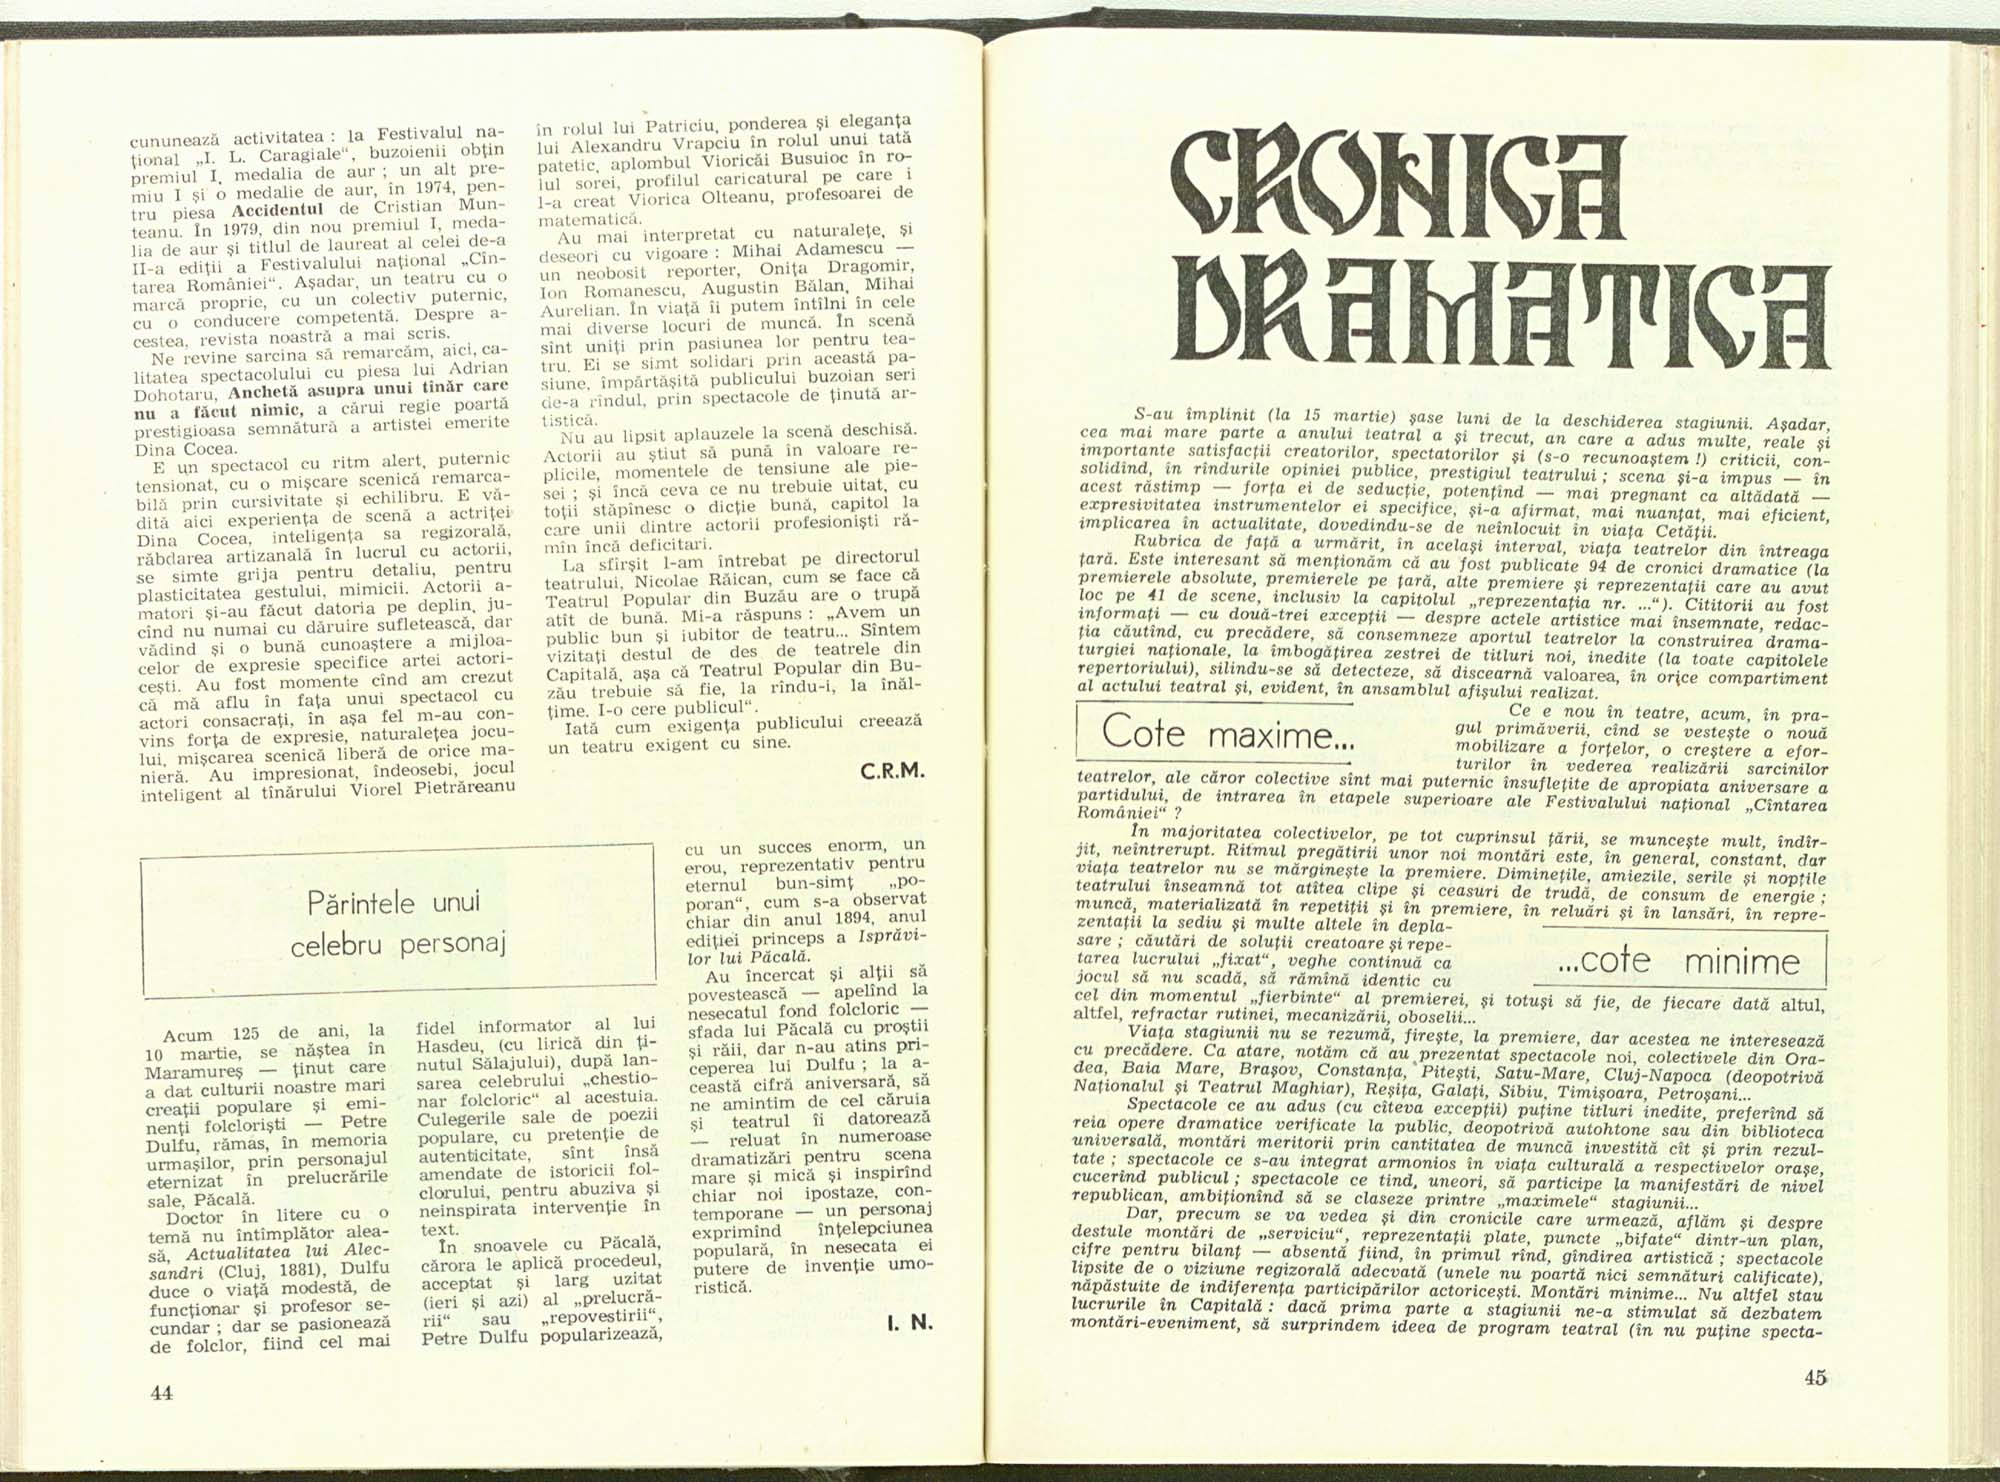 cununează activitatea : la Festivalul na-
țional „I. L. Caragiale“, buzoienii obțin
premiul I, medalia de aur ; un alt pre-
miu I și o medalie de aur, în 1974, pen-
tru piesa Accidentul de Cristian Mun-
teanu. În 1979, din nou premiul I, meda-
lia de aur și titlul de laureat al celei de-a
II-a ediții a Festivalului național „Cîn-
tarea României“. Așadar, un teatru cu o
marcă proprie, cu un colectiv puternic,
cu o conducere competentă. Despre a-
cestea, revista noastră a mai scris.
Ne revine sarcina să remarcăm, aici, ca-
litatea spectacolului cu piesa lui Adrian
Dohotaru, Anchetă asupra unui tînăr care
nu a făcut nimic, a cărui regie poartă
prestigioasa semnătură a artistei emerite
Dina Cocea.
E un spectacol cu ritm alert, puternic
tensionat, cu o mișcare scenică remarca-
bilă prin cursivitate și echilibru. E vă-
dită aici experiența de scenă a actriței
Dina Cocea, inteligența sa regizorală,
răbdarea artizanală în lucrul cu actorii,
se simte grija pentru detaliu, pentru
plasticitatea gestului, mimicii. Actorii a-
matori și-au făcut datoria pe deplin, ju-
cînd nu numai cu dăruire sufletească, dar
vădind și o bună cunoaștere a mijloa-
celor de expresie specifice artei actori-
cești. Au fost momente cînd am crezut
că mă aflu în fața unui spectacol cu
actori consacrați, în așa fel m-au con-
vins forța de expresie, naturalețea jocu-
lui, mișcarea scenică liberă de orice ma-
nieră. Au impresionat, îndeosebi, jocul
inteligent al tînărului Viorel Pietrăreanu
în rolul lui Patriciu, ponderea și eleganța
lui Alexandru Vrapciu în rolul unui tată
patetic, aplombul Vioricăi Busuioc în ro-
lul sorei, profilul caricatural pe care i
l-a creat Viorica Olteanu, profesoarei de
matematică.
Au mai interpretat cu naturalețe, și
deseori cu vigoare : Mihai Adamescu —
un neobosit reporter, Onița Dragomir,
Ion Romanescu, Augustin Bălan, Mihai
Aurelian. În viață îi putem întîlni în cele
mai diverse locuri de muncă. În scenă
sînt uniți prin pasiunea lor pentru tea-
tru. Ei se simt solidari prin această pa-
siune, împărtășită publicului buzoian seri
de-a rîndul, prin spectacole de ținută ar-
tistică.
Nu au lipsit aplauzele la scenă deschisă.
Actorii au știut să pună în valoare re-
plicile, momentele de tensiune ale pie-
sei ; și încă ceva ce nu trebuie uitat, cu
toții stăpînesc o dicție bună, capitol la
care unii dintre actorii profesioniști ră-
mîn încă deficitari.
La sfîrșit l-am întrebat pe directorul
teatrului, Nicolae Răican, cum se face că
Teatrul Popular din Buzău are o trupă
atît de bună. Mi-a răspuns : „Avem un
public bun și iubitor de teatru... Sîntem
vizitați destul de des de teatrele din
Capitală, așa că Teatrul Popular din Bu-
zău trebuie să fie, la rîndu-i, la înăl-
țime. I-o cere publicul“.
Iată cum exigența publicului creează
un teatru exigent cu sine.
C.R.M.
Părintele unui
celebru personaj
Acum 125 de ani, la
10 martie, se năștea în
Maramureș — ținut care
a dat culturii noastre mari
creații populare și emi-
nenți folcloriști — Petre
Dulfu, rămas, în memoria
urmașilor, prin personajul
eternizat în prelucrările
sale, Păcală.
Doctor în litere cu o
temă nu întîmplător alea-
să, Actualitatea lui Alec-
sandri (Cluj, 1881), Dulfu
duce o viață modestă, de
funcționar și profesor se-
cundar ; dar se pasionează
de folclor, fiind cel mai
fidel informator al lui
Hasdeu, (cu lirică din ți-
nutul Sălajului), după lan-
sarea celebrului „chestio-
nar folcloric“ al acestuia.
Culegerile sale de poezii
populare, cu pretenție de
autenticitate, sînt însă
amendate de istoricii fol-
clorului, pentru abuziva și
neinspirata intervenție în
text.
În snoavele cu Păcală,
cărora le aplică procedeul,
acceptat și larg uzitat
(ieri și azi) al „prelucră-
rii“ sau „repovestirii“,
Petre Dulfu popularizează,
cu un succes enorm, un
erou, reprezentativ pentru
eternul bun-simț „po-
poran“, cum s-a observat
chiar din anul 1894, anul
ediției princeps a Isprăvi-
lor lui Păcală.
Au încercat și alții să
povestească — apelînd la
nesecatul fond folcloric —
sfada lui Păcală cu proștii
și răii, dar n-au atins pri-
ceperea lui Dulfu ; la a-
ceastă cifră aniversară, să
ne amintim de cel căruia
și teatrul îi datorează
— reluat în numeroase
dramatizări pentru scena
mare și mică și inspirînd
chiar noi ipostaze, con-
temporane — un personaj
exprimînd înțelepciunea
populară, în nesecata ei
putere de invenție umo-
ristică.
I. N.
44
CRONICA
DRAMATICA
S-au împlinit (la 15 martie) șase luni de la deschiderea stagiunii. Așadar,
cea mai mare parte a anului teatral a și trecut, an care a adus multe, reale și
importante satisfacții creatorilor, spectatorilor și (s-o recunoaștem !) criticii, con-
solidînd, în rîndurile opiniei publice, prestigiul teatrului ; scena și-a impus — în
acest răstimp — forța ei de seducție, potențînd — mai pregnant ca altădată —
expresivitatea instrumentelor ei specifice, și-a afirmat, mai nuanțat, mai eficient,
implicarea în actualitate, dovedindu-se de neînlocuit în viața Cetății.
Rubrica de față a urmărit, în același interval, viața teatrelor din întreaga
țară. Este interesant să menționăm că au fost publicate 94 de cronici dramatice (la
premierele absolute, premierele pe țară, alte premiere și reprezentații care au avut
loc pe 41 de scene, inclusiv la capitolul „reprezentația nr. ...“). Cititorii au fost
informați — cu două-trei excepții — despre actele artistice mai însemnate, redac-
ția căutînd, cu precădere, să consemneze aportul teatrelor la construirea drama-
turgiei naționale, la îmbogățirea zestrei de titluri noi, inedite (la toate capitolele
repertoriului), silindu-se să detecteze, să discearnă valoarea, în orice compartiment
al actului teatral și, evident, în ansamblul afișului realizat.
Cote maxime...
Ce e nou în teatre, acum, în pra-
gul primăverii, cînd se vestește o nouă
mobilizare a forțelor, o creștere a efor-
turilor în vederea realizării sarcinilor
teatrelor, ale căror colective sînt mai puternic însuflețite de apropiata aniversare a
partidului, de intrarea în etapele superioare ale Festivalului național „Cîntarea
României“ ?
În majoritatea colectivelor, pe tot cuprinsul țării, se muncește mult, îndîr-
jit, neîntrerupt. Ritmul pregătirii unor noi montări este, în general, constant, dar
viața teatrelor nu se mărginește la premiere. Diminețile, amiezile, serile și nopțile
teatrului înseamnă tot atîtea clipe și ceasuri de trudă, de consum de energie ;
muncă, materializată în repetiții și în premiere, în reluări și în lansări, în repre-
zentații la sediu și multe altele în depla-
sare ; căutări de soluții creatoare și repe-
tarea lucrului „fixat“, veghe continuă ca
jocul să nu scadă, să rămînă identic cu
...cote minime
cel din momentul „fierbinte“ al premierei, și totuși să fie, de fiecare dată altul,
altfel, refractar rutinei, mecanizării, oboselii...
Viața stagiunii nu se rezumă, firește, la premiere, dar acestea ne interesează
cu precădere. Ca atare, notăm că au prezentat spectacole noi, colectivele din Ora-
dea, Baia Mare, Brașov, Constanța, Pitești, Satu-Mare, Cluj-Napoca (deopotrivă
Naționalul și Teatrul Maghiar), Reșița, Galați, Sibiu, Timișoara, Petroșani...
Spectacole ce au adus (cu cîteva excepții) puține titluri inedite, preferînd să
reia opere dramatice verificate la public, deopotrivă autohtone sau din biblioteca
universală, montări meritorii prin cantitatea de muncă investită cît și prin rezul-
tate ; spectacole ce s-au integrat armonios în viața culturală a respectivelor orașe,
cucerind publicul ; spectacole ce tind, uneori, să participe la manifestări de nivel
republican, ambiționînd să se claseze printre „maximele“ stagiunii...
Dar, precum se va vedea și din cronicile care urmează, aflăm și despre
destule montări de „serviciu“, reprezentații plate, puncte „bifate“ dintr-un plan,
cifre pentru bilanț — absentă fiind, în primul rînd, gîndirea artistică ; spectacole
lipsite de o viziune regizorală adecvată (unele nu poartă nici semnături calificate),
năpăstuite de indiferența participărilor actoricești. Montări minime... Nu altfel stau
lucrurile în Capitală : dacă prima parte a stagiunii ne-a stimulat să dezbatem
montări-eveniment, să surprindem ideea de program teatral (în nu puține specta-
45